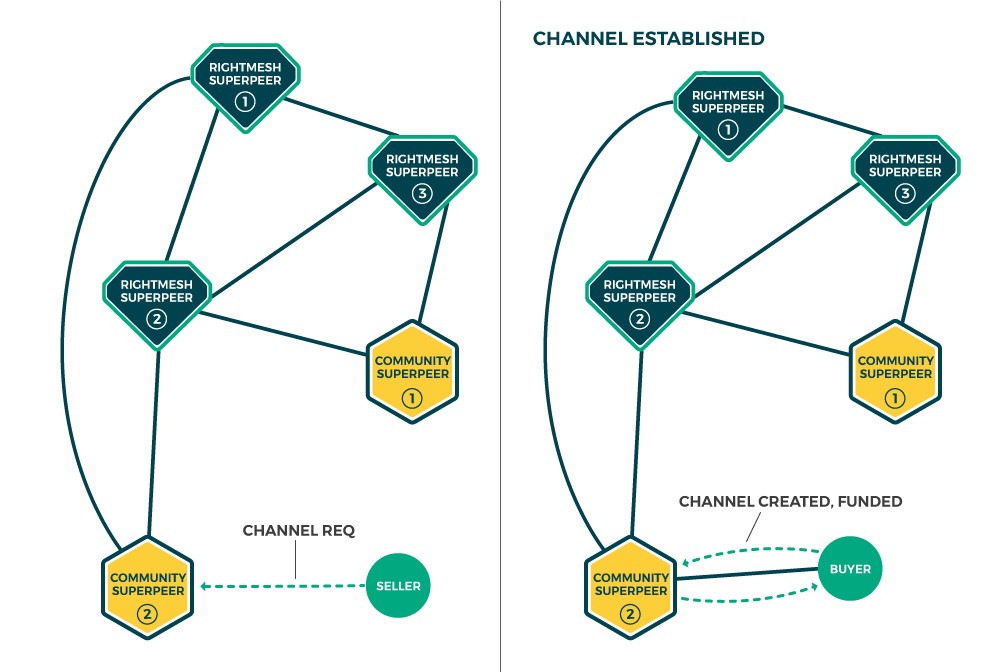 RIGHTMESH
SUPERPEER
1
RIGHTMESH
SUPERPEER
3
RIGHTMESH
SUPERPEER
2
COMMUNITY
SUPERPEER
1
CHANNEL REQ
COMMUNITY
SUPERPEER
2
SELLER
CHANNEL ESTABLISHED
RIGHTMESH
SUPERPEER
1
RIGHTMESH
SUPERPEER
3
RIGHTMESH
SUPERPEER
2
COMMUNITY
SUPERPEER
1
CHANNEL CREATED, FUNDED
BUYER
COMMUNITY
SUPERPEER
2